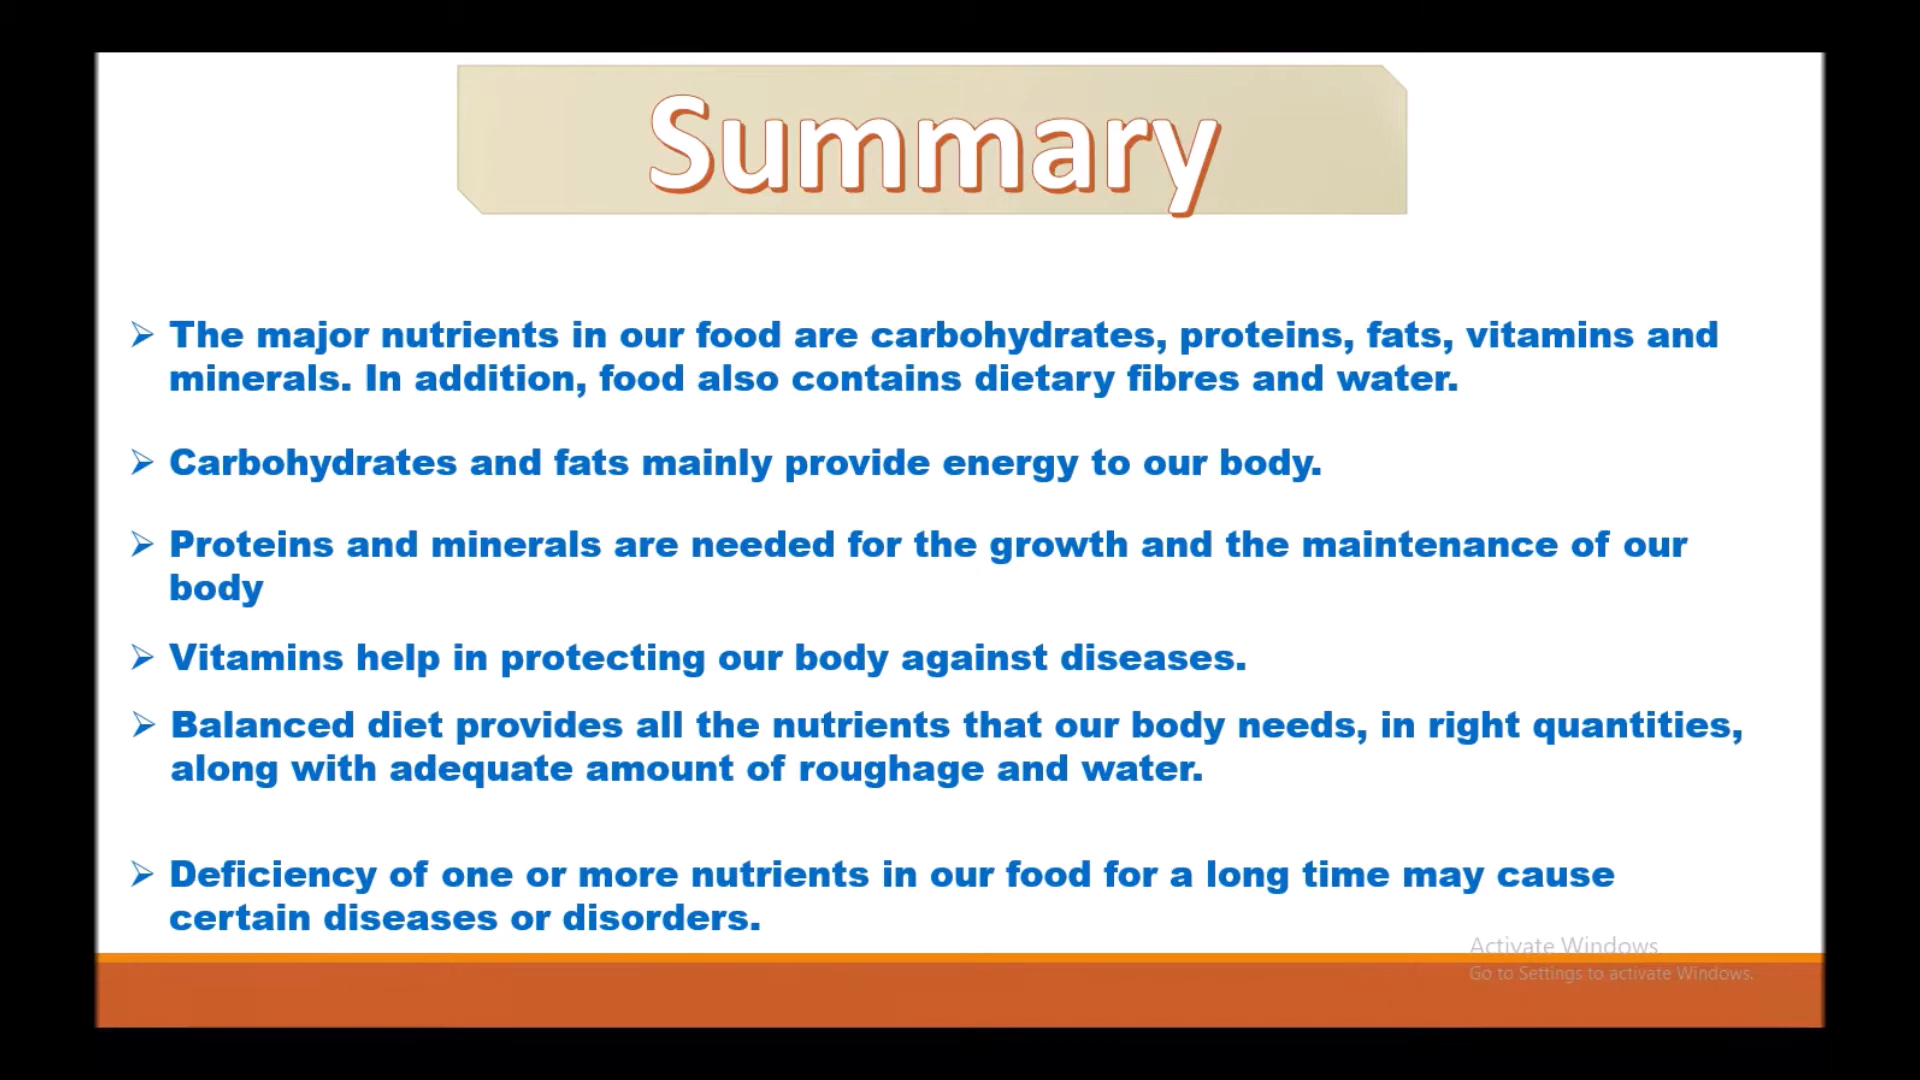 Summary
The major nutrients in our food are carbohydrates, proteins, fats, vitamins and
minerals. In addition, food also contains dietary fibres and water.
Carbohydrates and fats mainly provide energy to our body.
Proteins and minerals are needed for the growth and the maintenance of our
body
Vitamins help in protecting our body against diseases.
Balanced diet provides all the nutrients that our body needs, in right quantities,
along with adequate amount of roughage and water.
Deficiency of one or more nutrients in our food for a long time may cause
certain diseases or disorders.
Activate Windows
Go to Settings to activate Windows.